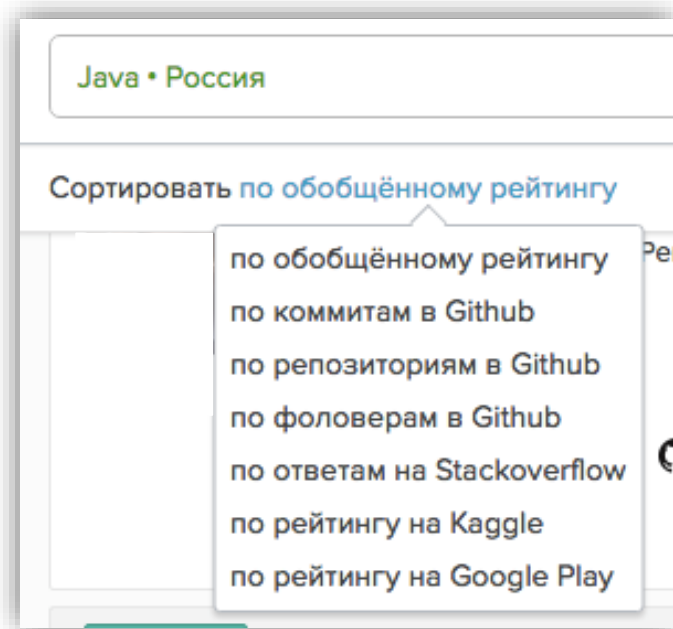 Java • Россия
Сортировать по обобщённому рейтингу
по обобщённому рейтингу
по коммитам в Github
по репозиториям в Github
по фоловерам в Github
по ответам на Stackoverflow
по рейтингу на Kaggle
по рейтингу на Google Play